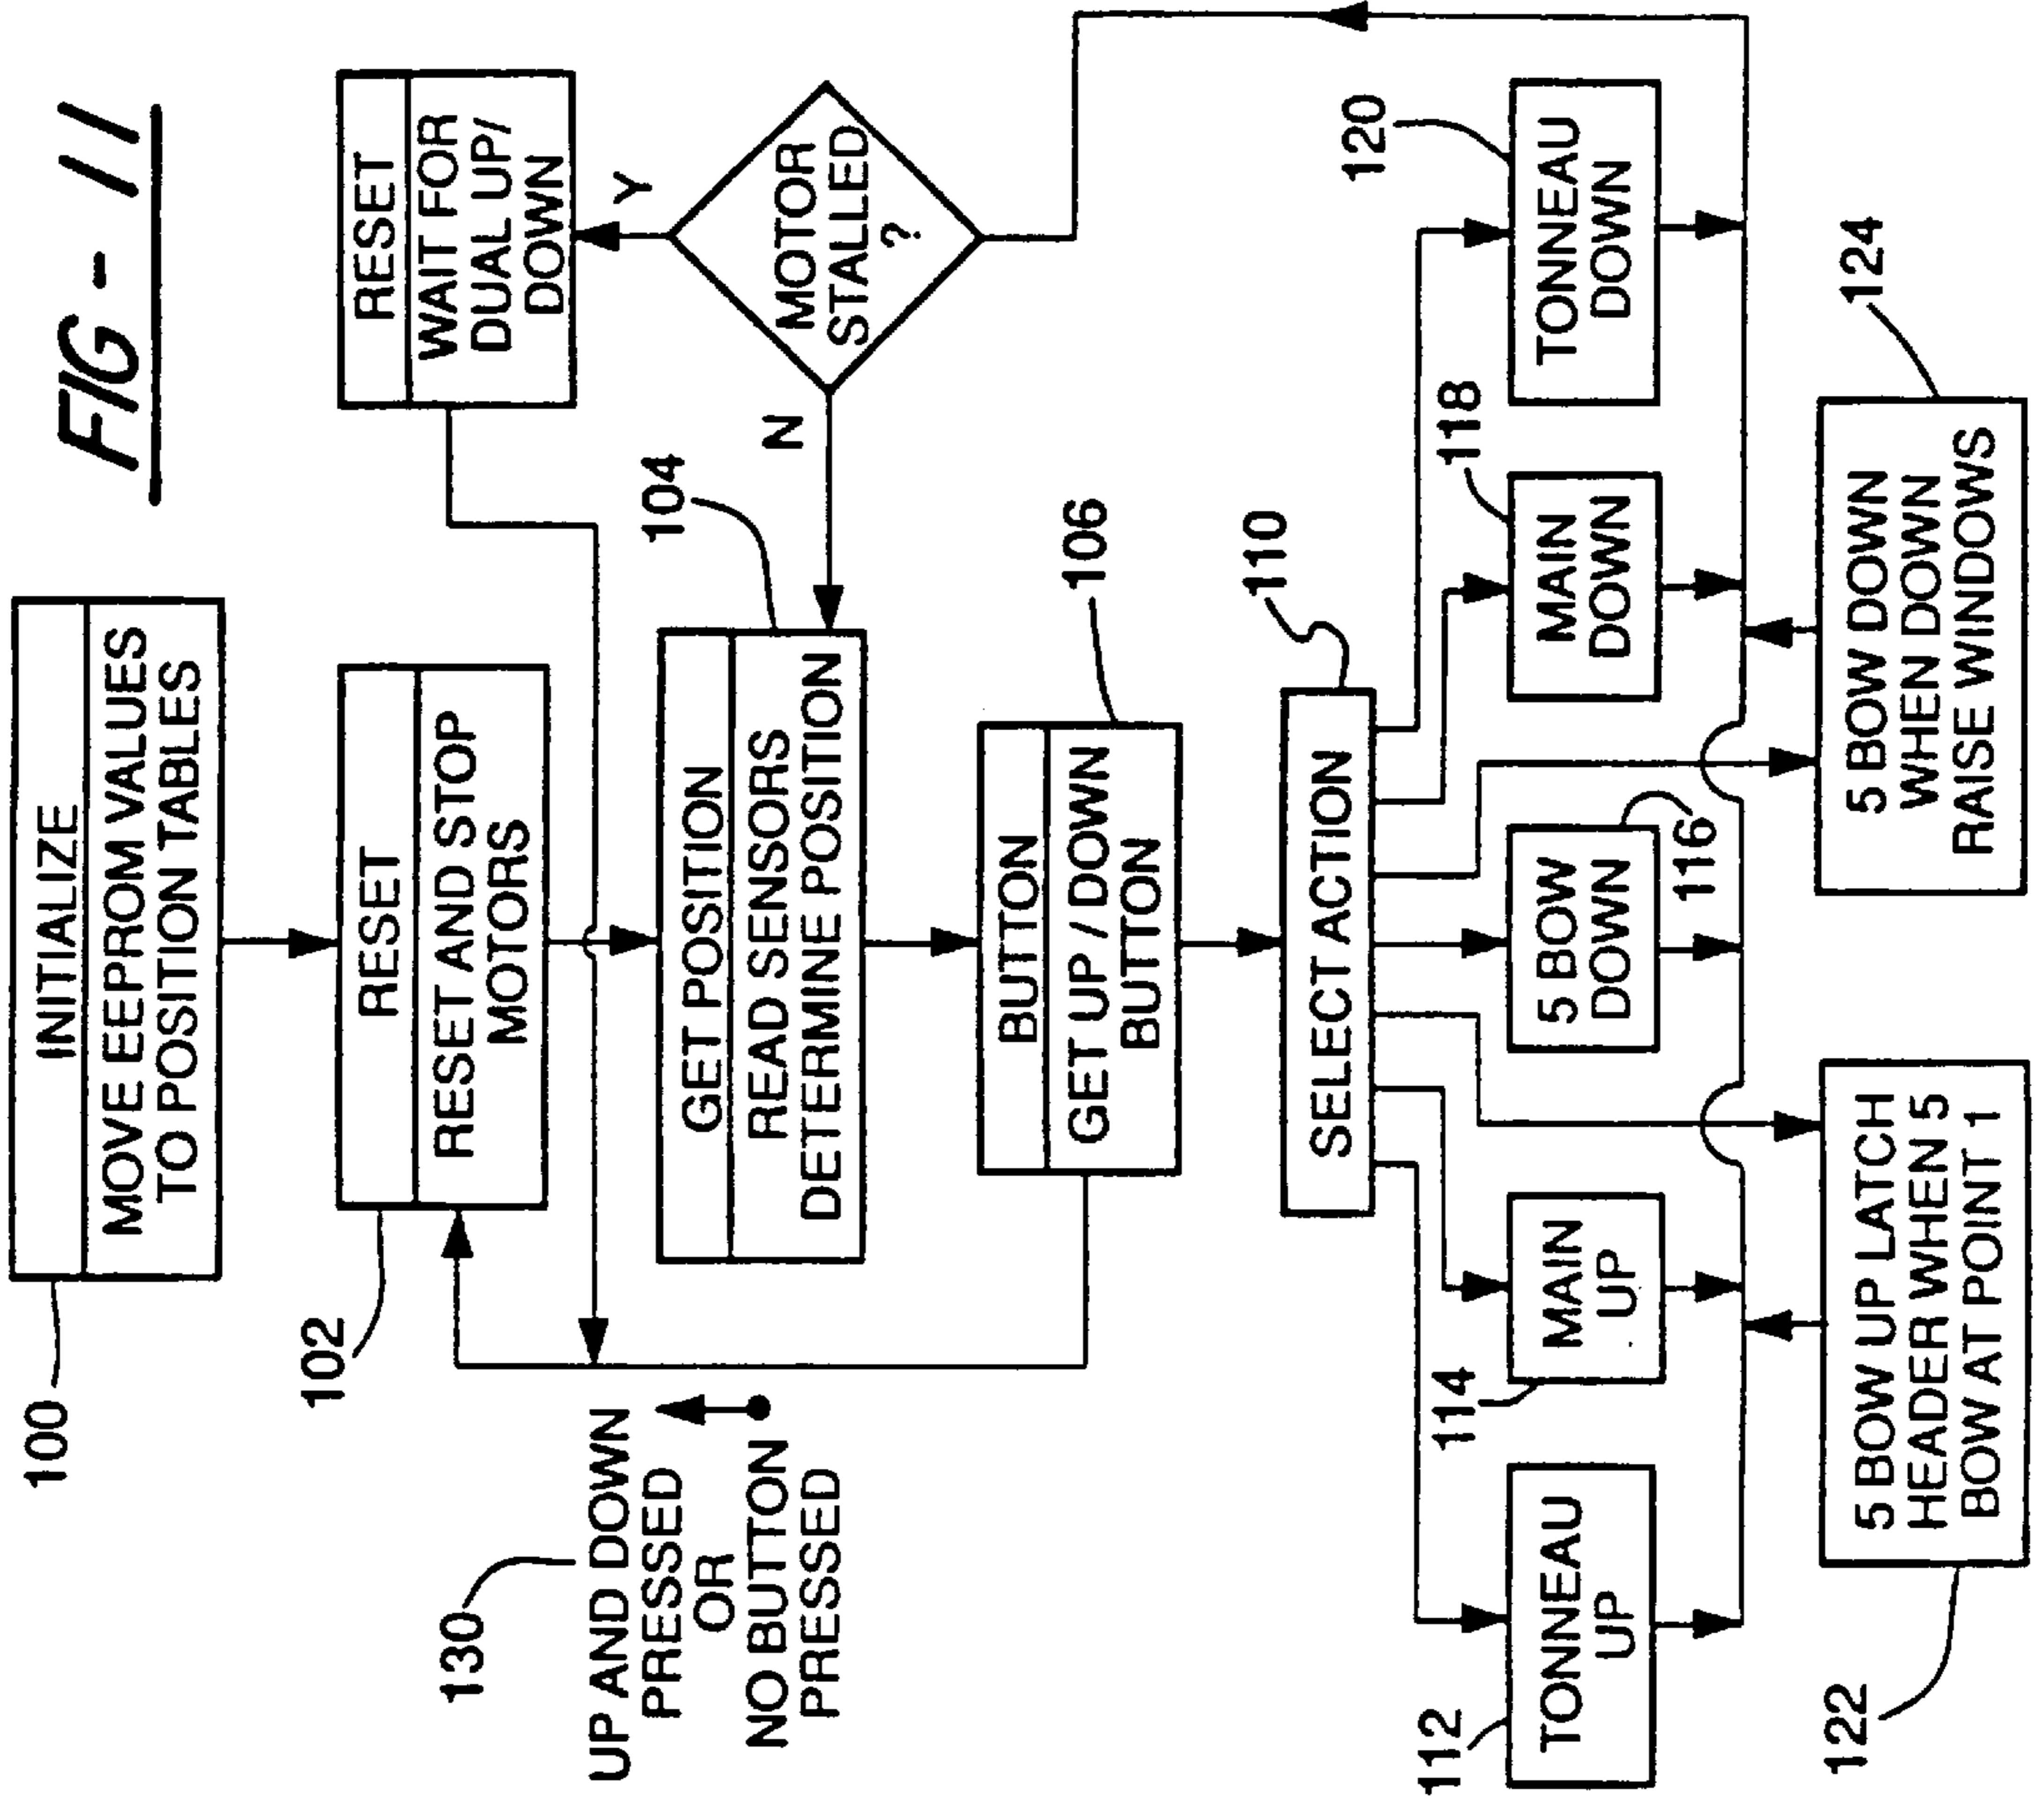 FIG - 11
100
INITIALIZE
MOVE EEPROM VALUES
TO POSITION TABLES
102
RESET
RESET AND STOP
MOTORS
RESET
WAIT FOR
DUAL UP/
DOWN
Y
MOTOR
STALLED
?
N
130
UP AND DOWN
PRESSED
OR
NO BUTTON
PRESSED
104
GET POSITION
READ SENSORS
DETERMINE POSITION
106
BUTTON
GET UP / DOWN
BUTTON
110
SELECT ACTION
112
TONNEAU
UP
114
MAIN
UP
116
5 BOW
DOWN
118
MAIN
DOWN
120
TONNEAU
DOWN
122
5 BOW UP LATCH
HEADER WHEN 5
BOW AT POINT 1
124
5 BOW DOWN
WHEN DOWN
RAISE WINDOWS